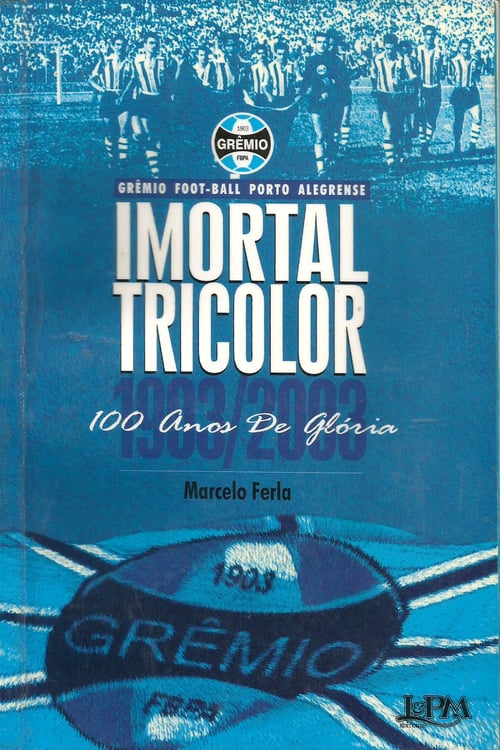 1903
GRÊMIO
FBPA
GRÊMIO FOOT-BALL PORTO ALEGRENSE
IMORTAL
TRICOLOR
1903/2003
100 Anos De Glória
Marcelo Ferla
1903
GRÊMIO
FBPA
L&PM
EDITORES